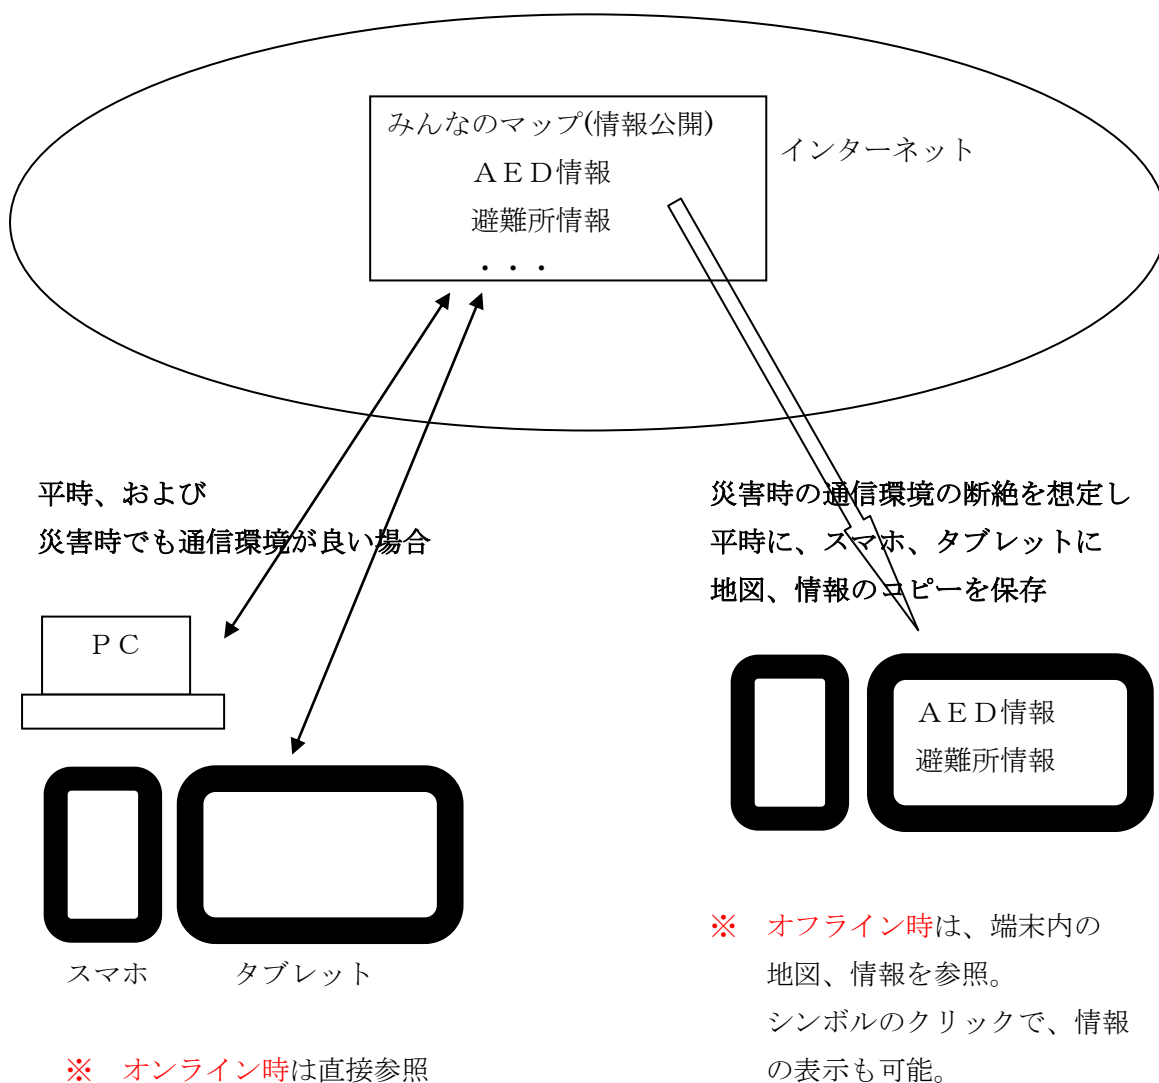 みんなのマップ(情報公開)
ＡＥＤ情報
避難所情報
・・・
インターネット
平時、および
災害時でも通信環境が良い場合
ＰＣ
スマホ
タブレット
※ オンライン時は直接参照
災害時の通信環境の断絶を想定し
平時に、スマホ、タブレットに
地図、情報のコピーを保存
ＡＥＤ情報
避難所情報
※ オフライン時は、端末内の
地図、情報を参照。
シンボルのクリックで、情報
の表示も可能。